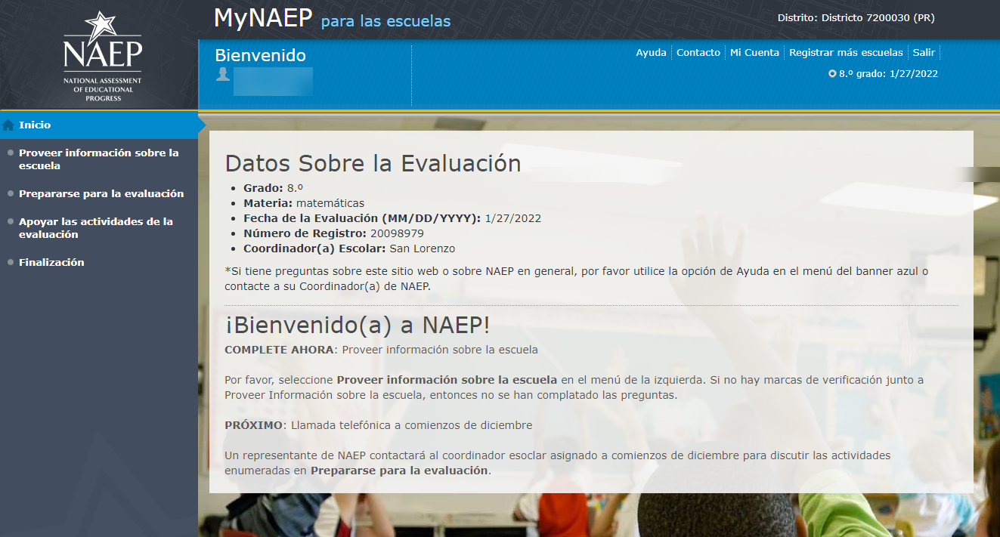 NAEP
NATIONAL ASSESSMENT
OF EDUCATIONAL
PROGRESS
MyNAEP para las escuelas
Distrito: Districto 7200030 (PR)
Bienvenido
Ayuda Contacto Mi Cuenta Registrar más escuelas Salir
8.º grado: 1/27/2022
Inicio
Proveer información sobre la
escuela
Prepararse para la evaluación
Apoyar las actividades de la
evaluación
Finalización
Datos Sobre la Evaluación
Grado: 8.º
Materia: matemáticas
Fecha de la Evaluación (MM/DD/YYYY): 1/27/2022
Número de Registro: 20098979
Coordinador(a) Escolar: San Lorenzo
*Si tiene preguntas sobre este sitio web o sobre NAEP en general, por favor utilice la opción de Ayuda en el menú del banner azul o
contacte a su Coordinador(a) de NAEP.
¡Bienvenido(a) a NAEP!
COMPLETE AHORA: Proveer información sobre la escuela
Por favor, seleccione Proveer información sobre la escuela en el menú de la izquierda. Si no hay marcas de verificación junto a
Proveer Información sobre la escuela, entonces no se han complatado las preguntas.
PRÓXIMO: Llamada telefónica a comienzos de diciembre
Un representante de NAEP contactará al coordinador esoclar asignado a comienzos de diciembre para discutir las actividades
enumeradas en Prepararse para la evaluación.